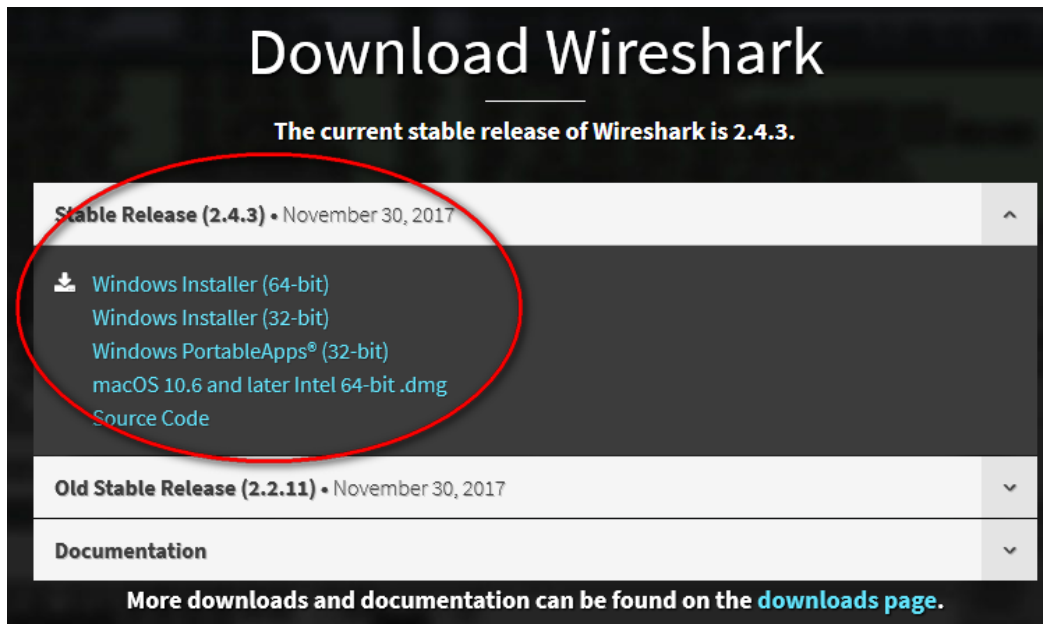 Download Wireshark
The current stable release of Wireshark is 2.4.3.
Stable Release (2.4.3) • November 30, 2017
Windows Installer (64-bit)
Windows Installer (32-bit)
Windows PortableApps® (32-bit)
macOS 10.6 and later Intel 64-bit .dmg
Source Code
Old Stable Release (2.2.11) • November 30, 2017
Documentation
More downloads and documentation can be found on the downloads page.